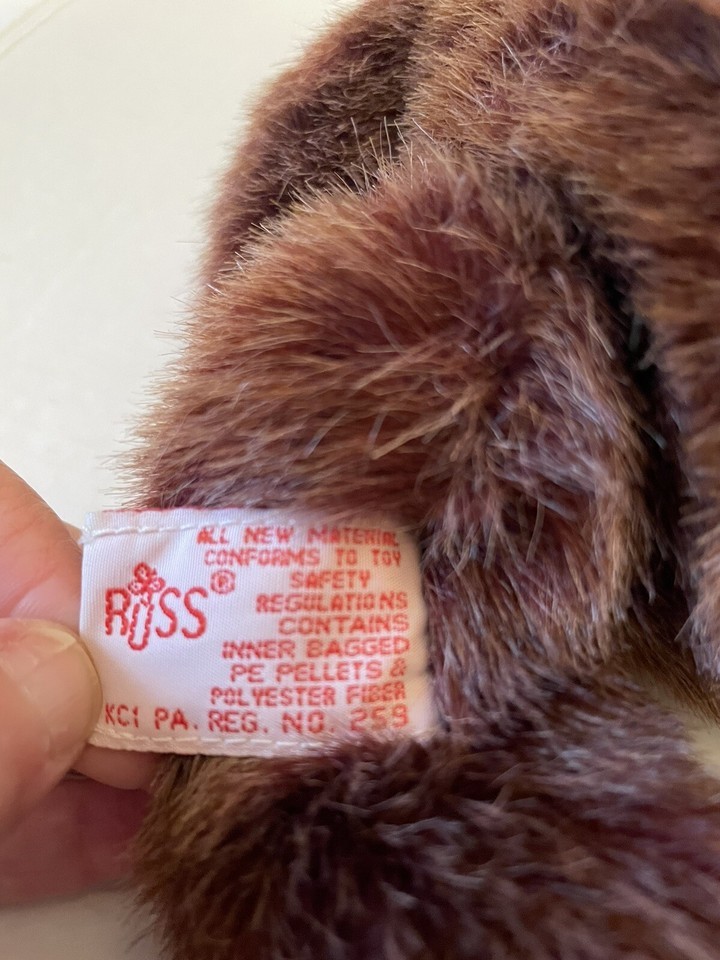 RUSS®
ALL NEW MATERIAL
CONFORMS TO TOY
SAFETY
REGULATIONS
CONTAINS
INNER BAGGED
PE PELLETS &
POLYESTER FIBER
KC1 PA. REG. NO. 259